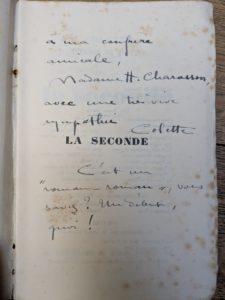 à ma confrère
amicale,
Madame H. Charasson,
avec une très vive
sympathie
Colette
LA SECONDE
C'est un
"roman-roman", vous
savez ? Un début,
quoi !